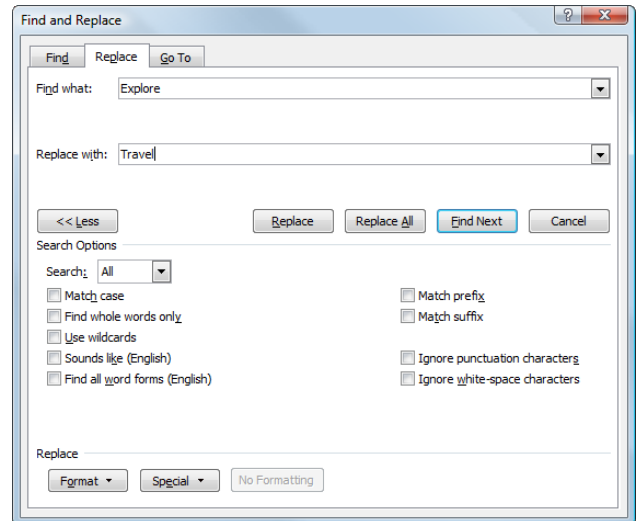 Find and Replace
Find Replace Go To
Find what: Explore
Replace with: Travel
<< Less Replace Replace All Find Next Cancel
Search Options
Search: All
Match case Match prefix
Find whole words only Match suffix
Use wildcards
Sounds like (English) Ignore punctuation characters
Find all word forms (English) Ignore white-space characters
Replace
Format Special No Formatting